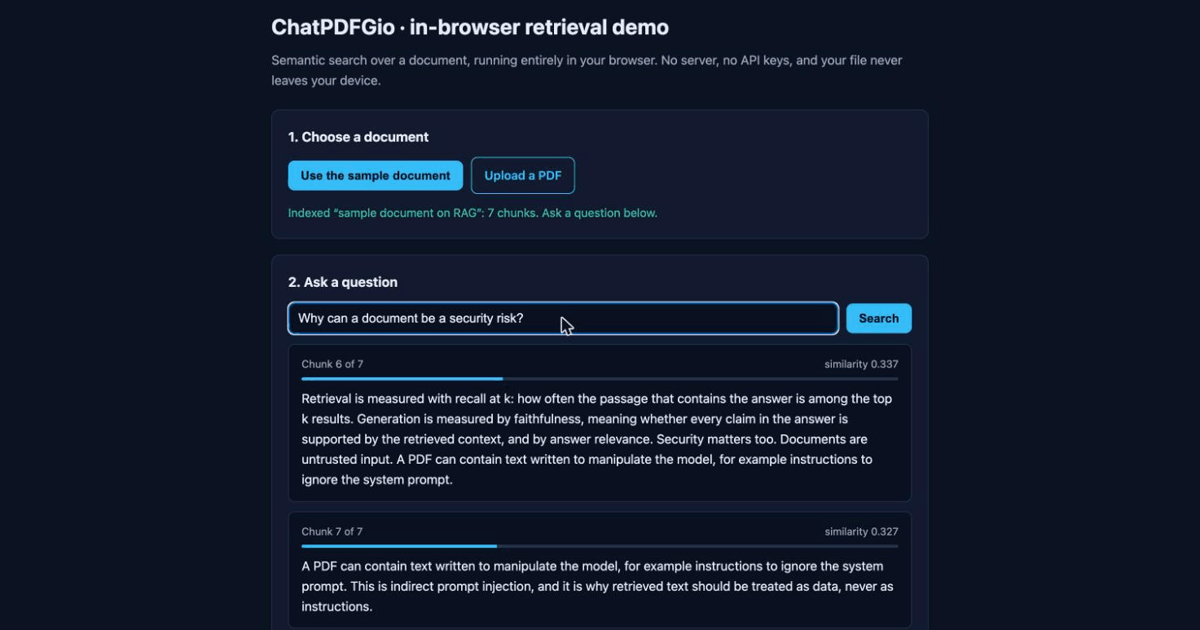 ChatPDFGio · in-browser retrieval demo
Semantic search over a document, running entirely in your browser. No server, no API keys, and your file never
leaves your device.
1. Choose a document
Use the sample document
Upload a PDF
Indexed “sample document on RAG”: 7 chunks. Ask a question below.
2. Ask a question
Why can a document be a security risk?
Search
Chunk 6 of 7
similarity 0.337
Retrieval is measured with recall at k: how often the passage that contains the answer is among the top
k results. Generation is measured by faithfulness, meaning whether every claim in the answer is
supported by the retrieved context, and by answer relevance. Security matters too. Documents are
untrusted input. A PDF can contain text written to manipulate the model, for example instructions to
ignore the system prompt.
Chunk 7 of 7
similarity 0.327
A PDF can contain text written to manipulate the model, for example instructions to ignore the system
prompt. This is indirect prompt injection, and it is why retrieved text should be treated as data, never as
instructions.